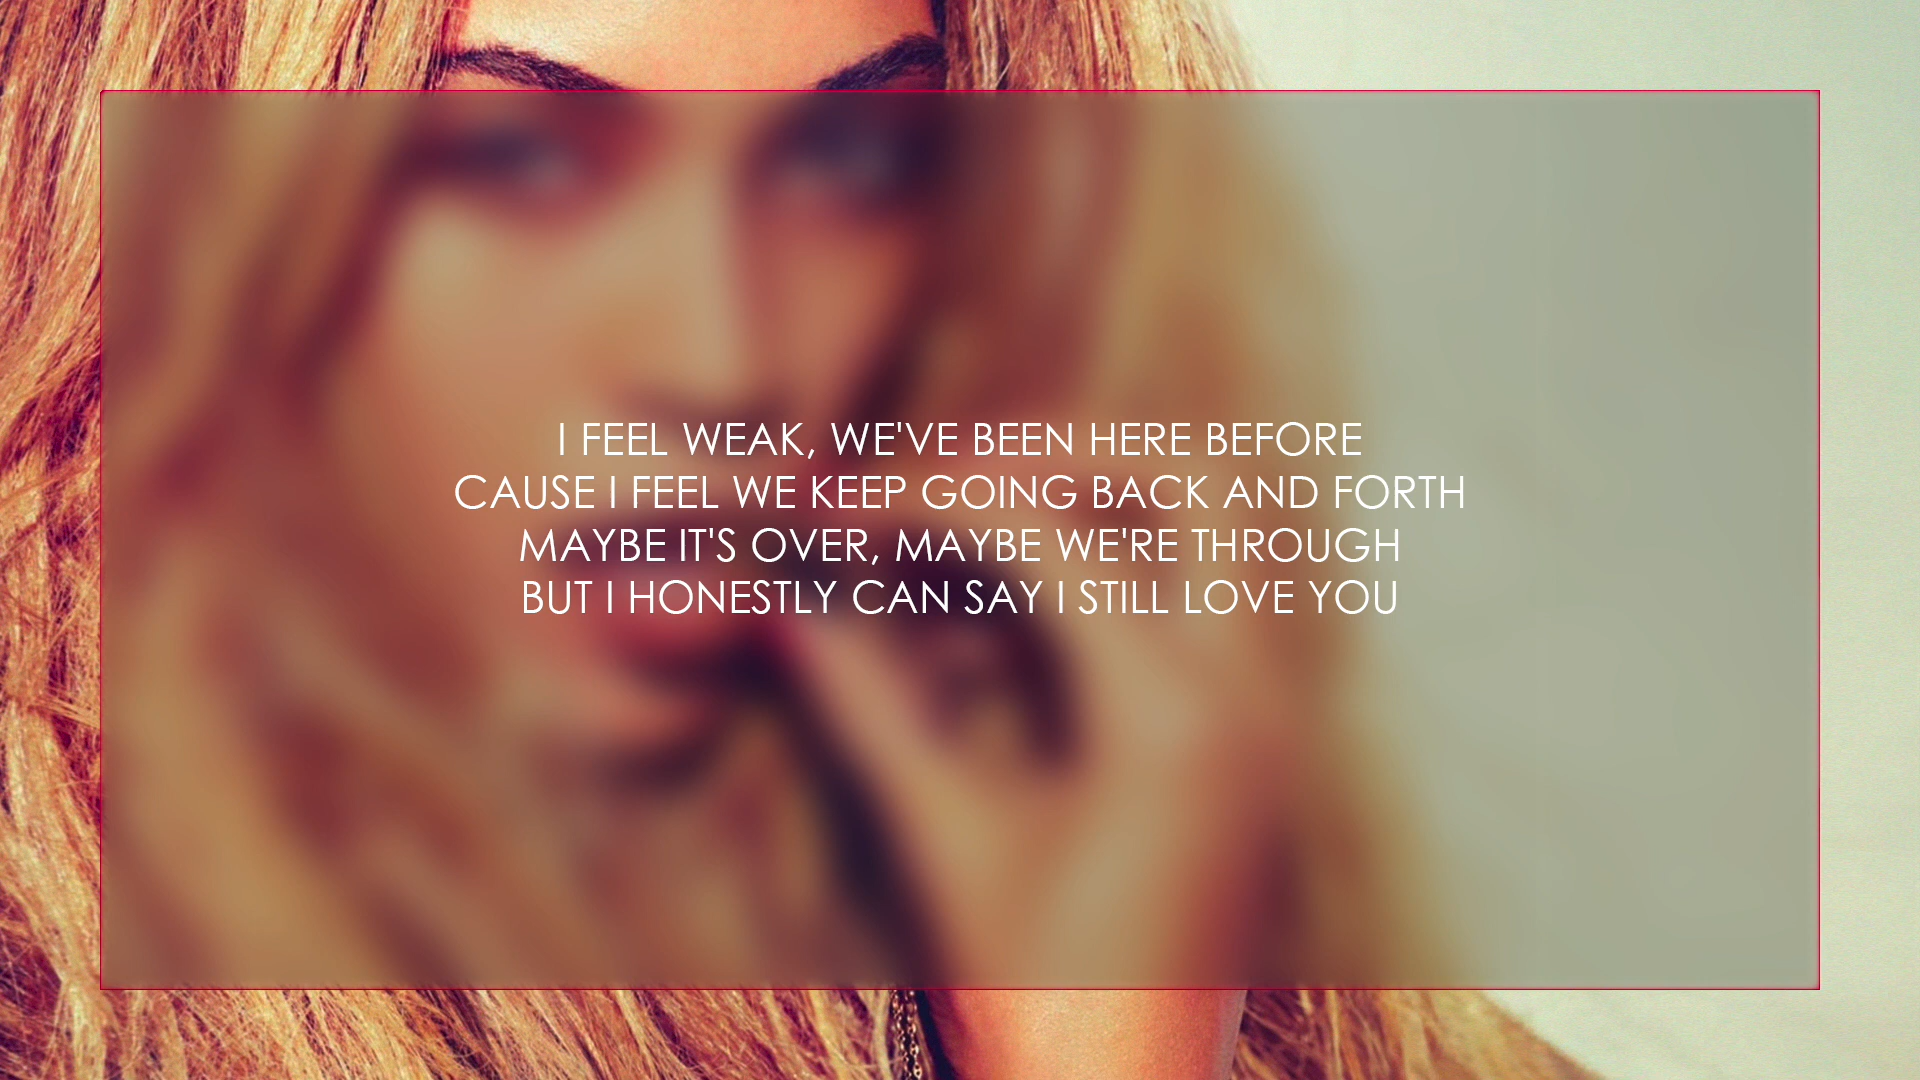 I FEEL WEAK, WE'VE BEEN HERE BEFORE
CAUSE I FEEL WE KEEP GOING BACK AND FORTH
MAYBE IT'S OVER, MAYBE WE'RE THROUGH
BUT I HONESTLY CAN SAY I STILL LOVE YOU